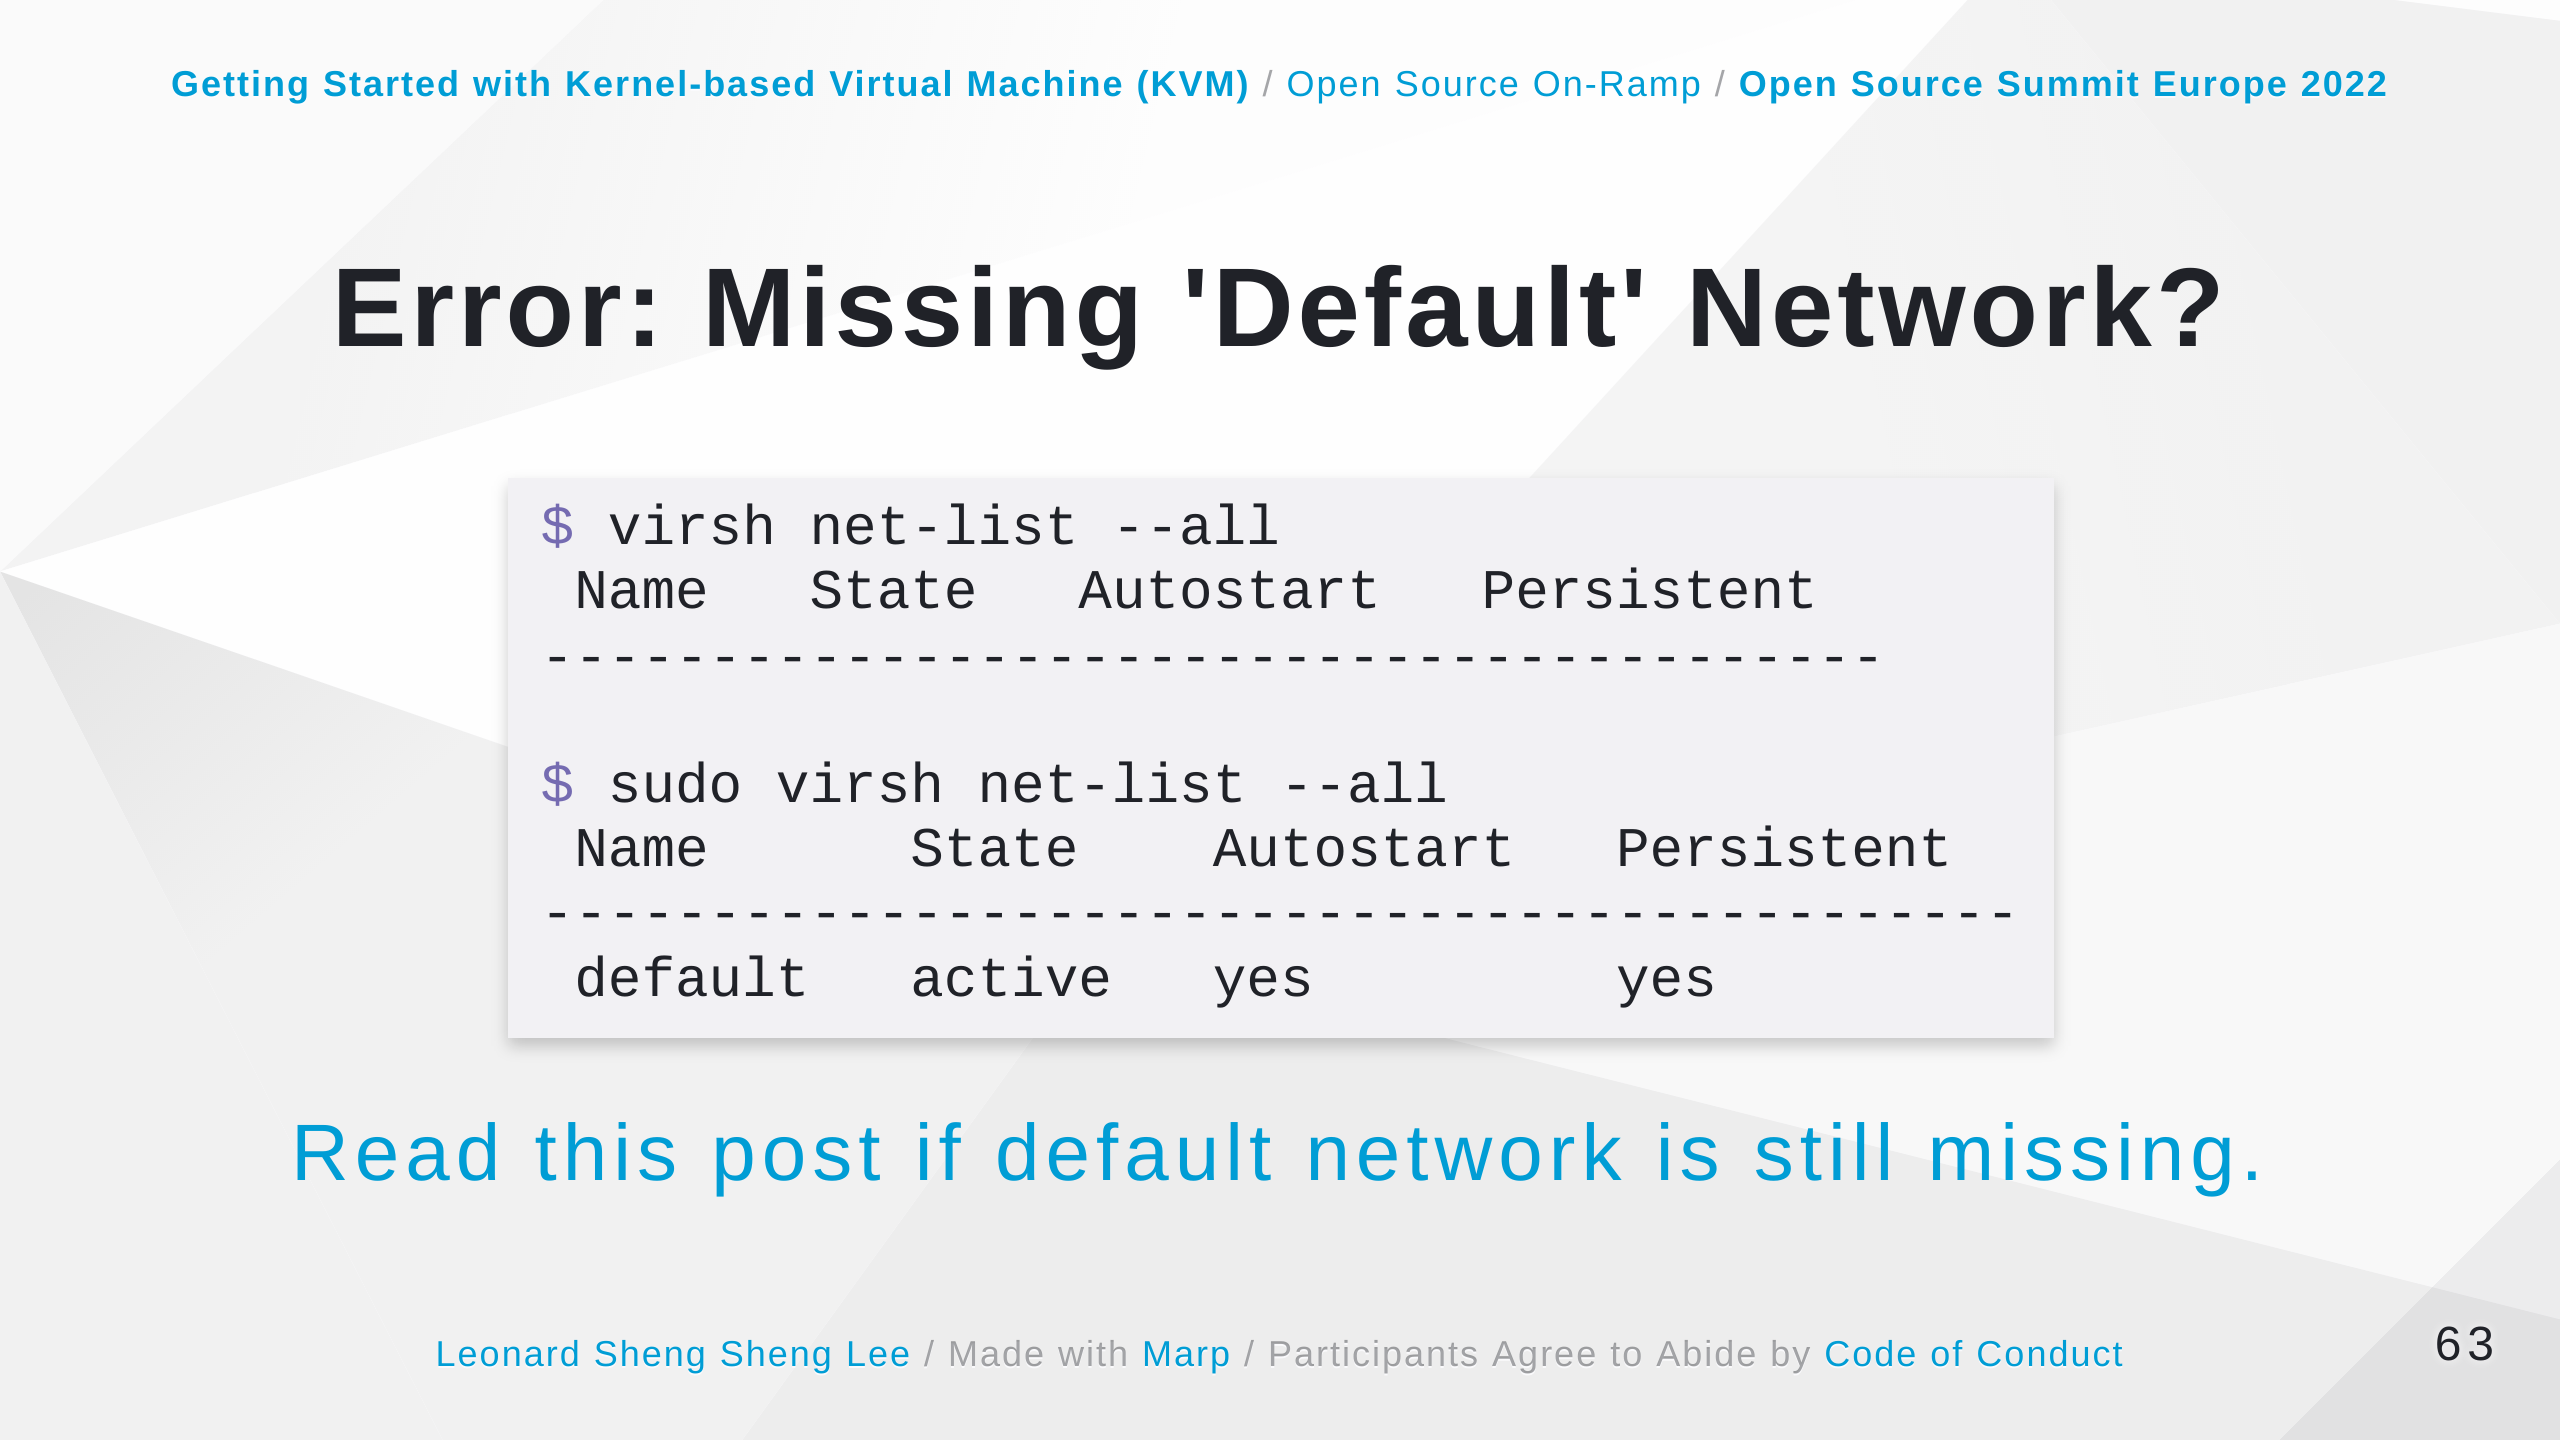 Getting Started with Kernel-based Virtual Machine (KVM) / Open Source On-Ramp / Open Source Summit Europe 2022
Error: Missing 'Default' Network?
$ virsh net-list --all
 Name   State   Autostart   Persistent
----------------------------------------
$ sudo virsh net-list --all
 Name      State    Autostart   Persistent
--------------------------------------------
 default   active   yes         yes
Read this post if default network is still missing.
Leonard Sheng Sheng Lee / Made with Marp / Participants Agree to Abide by Code of Conduct
63